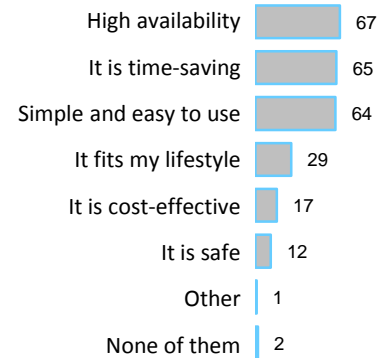 High availability 67
It is time-saving 65
Simple and easy to use 64
It fits my lifestyle 29
It is cost-effective 17
It is safe 12
Other 1
None of them 2